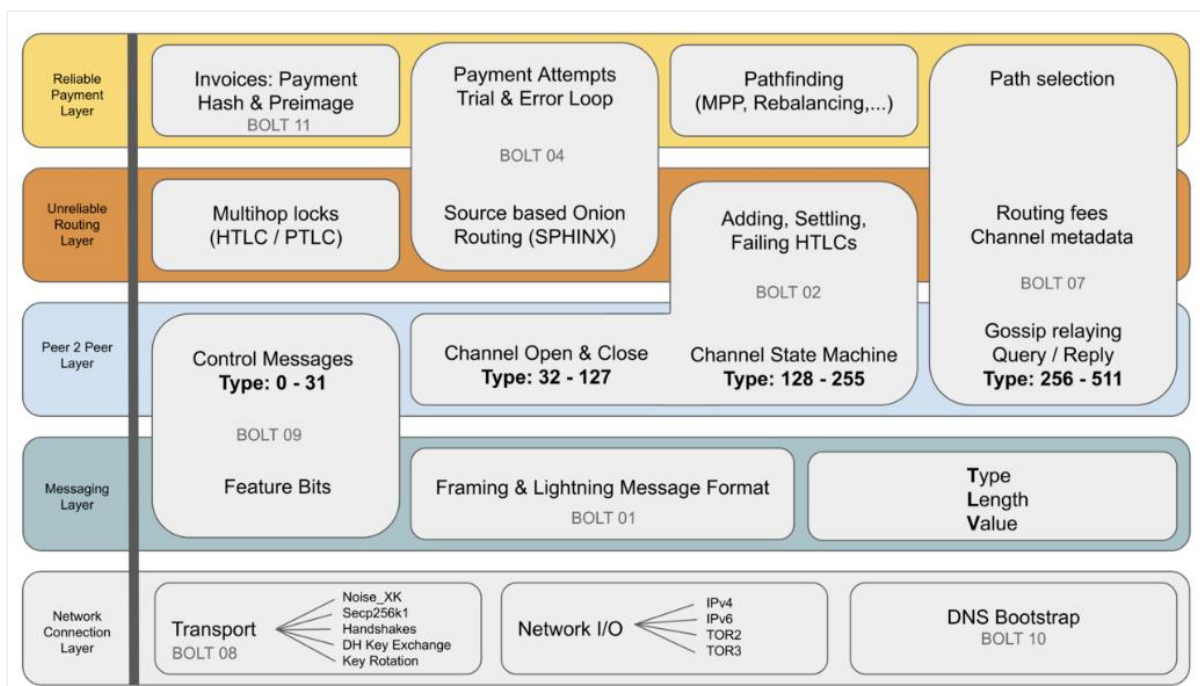 Reliable
Payment
Layer
Invoices: Payment
Hash & Preimage
BOLT 11
Payment Attempts
Trial & Error Loop
BOLT 04
Source based Onion
Routing (SPHINX)
Pathfinding
(MPP, Rebalancing,...)
Path selection
Routing fees
Channel metadata
BOLT 07
Gossip relaying
Query / Reply
Type: 256 - 511
Unreliable
Routing
Layer
Multihop locks
(HTLC / PTLC)
Adding, Settling,
Failing HTLCs
BOLT 02
Channel State Machine
Type: 128 - 255
Peer 2 Peer
Layer
Control Messages
Type: 0 - 31
BOLT 09
Feature Bits
Channel Open & Close
Type: 32 - 127
Messaging
Layer
Framing & Lightning Message Format
BOLT 01
Type
Length
Value
Network
Connection
Layer
Transport
BOLT 08
Noise_XK
Secp256k1
Handshakes
DH Key Exchange
Key Rotation
Network I/O
IPv4
IPv6
TOR2
TOR3
DNS Bootstrap
BOLT 10